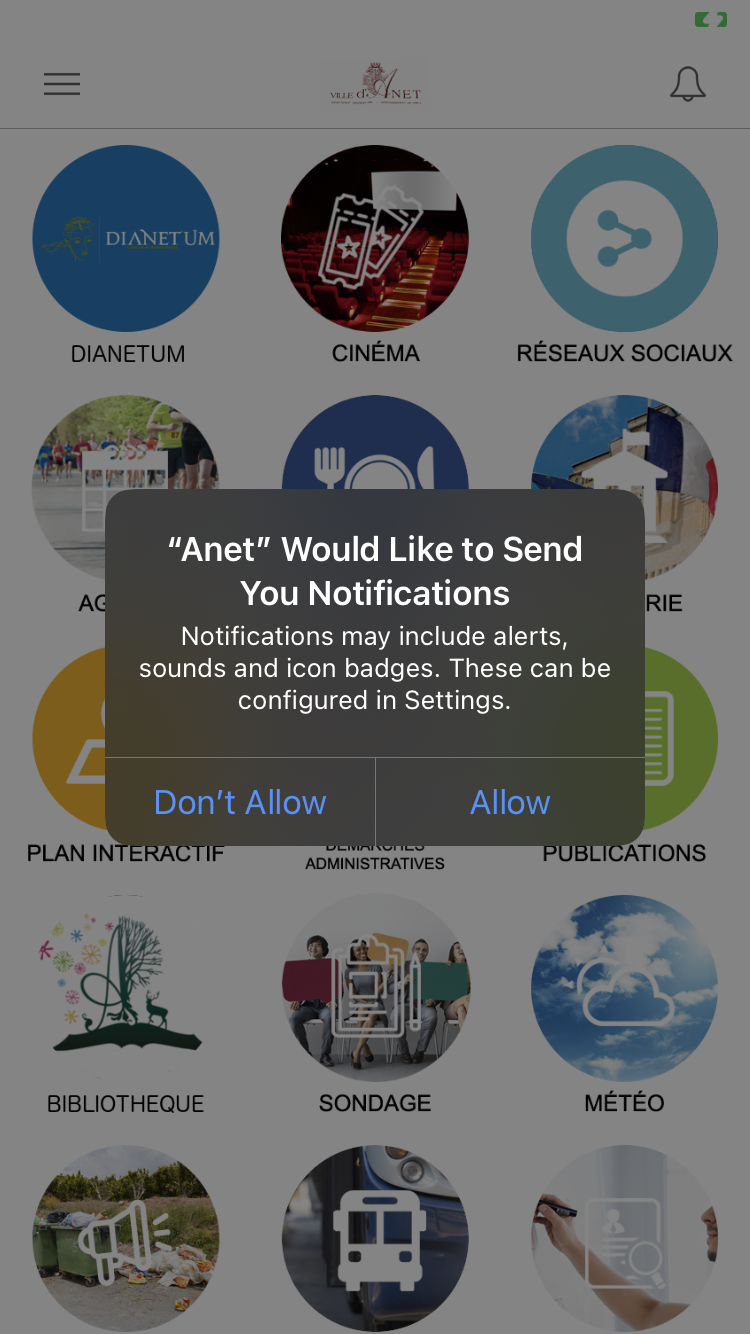 VILLE d'ANET
DIANETUM
DIANETUM
CINÉMA
RÉSEAUX SOCIAUX
“Anet” Would Like to Send
You Notifications
Notifications may include alerts,
sounds and icon badges. These can be
configured in Settings.
Don’t Allow
Allow
PLAN INTERACTIF
DÉMARCHES
ADMINISTRATIVES
PUBLICATIONS
BIBLIOTHEQUE
SONDAGE
MÉTÉO